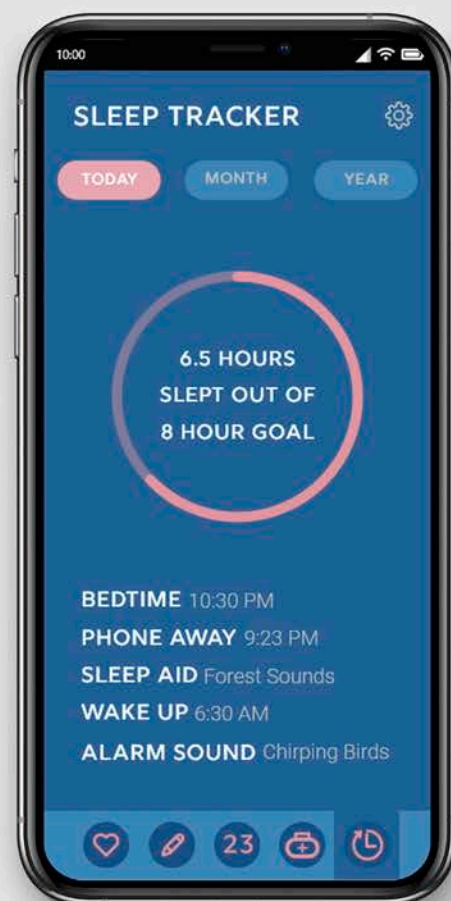 10:00
SLEEP TRACKER
TODAY
MONTH
YEAR
6.5 HOURS
SLEPT OUT OF
8 HOUR GOAL
BEDTIME 10:30 PM
PHONE AWAY 9:23 PM
SLEEP AID Forest Sounds
WAKE UP 6:30 AM
ALARM SOUND Chirping Birds
23